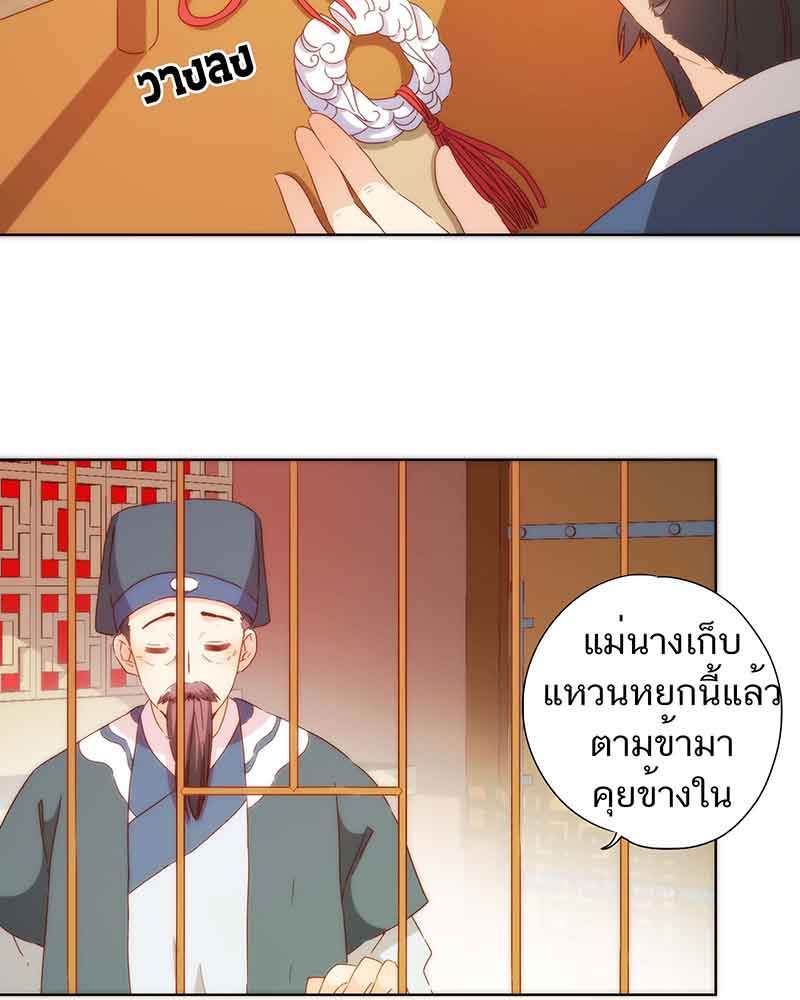 วางลง
แม่นางเก็บ
แหวนหยกนี้แล้ว
ตามข้ามา
คุยข้างใน